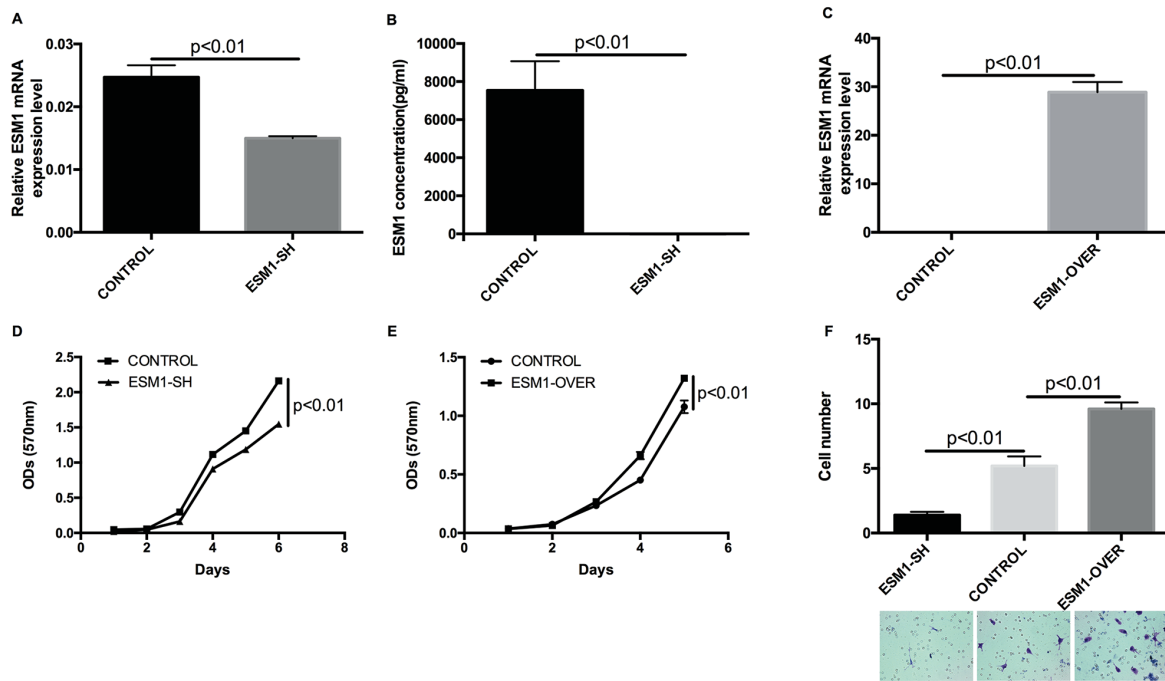 A
Relative ESM1 mRNA
expression level
0.03
0.02
0.01
0.00
p<0.01
CONTROL
ESM1-SH
B
ESM1 concentration(pg/ml)
10000
8000
6000
4000
2000
0
p<0.01
CONTROL
ESM1-SH
C
Relative ESM1 mRNA
expression level
40
30
20
10
0
p<0.01
CONTROL
ESM1-OVER
D
ODs (570nm)
2.5
2.0
1.5
1.0
0.5
0.0
CONTROL
ESM1-SH
p<0.01
0 2 4 6 8
Days
E
ODs (570nm)
1.5
1.0
0.5
0.0
CONTROL
ESM1-OVER
p<0.01
0 2 4 6
Days
F
Cell number
15
10
5
0
p<0.01
p<0.01
ESM1-SH
CONTROL
ESM1-OVER